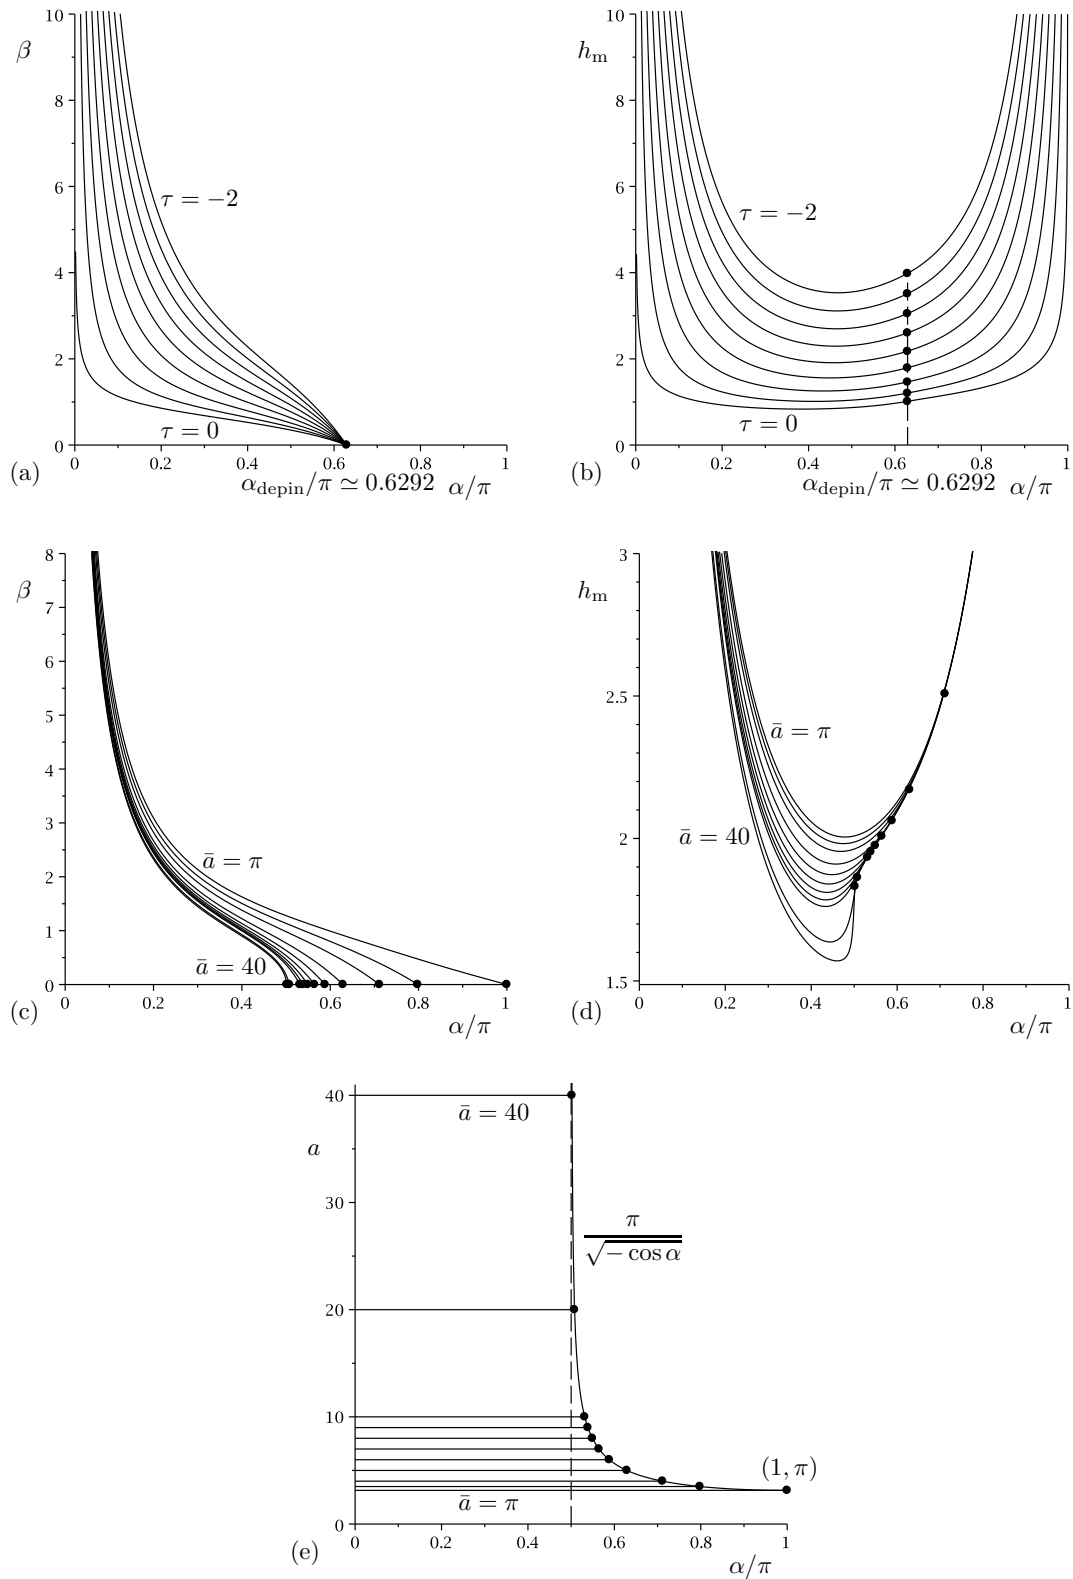 10
8
6
4
2
0
β
τ = −2
τ = 0
0 0.2 0.4 0.6 0.8 1
(a)
α_depin/π ≃ 0.6292 α/π
10
8
6
4
2
0
h_m
τ = −2
τ = 0
0 0.2 0.4 0.6 0.8 1
(b)
α_depin/π ≃ 0.6292 α/π
8
7
6
5
4
3
2
1
0
β
ā = π
ā = 40
0 0.2 0.4 0.6 0.8 1
(c)
α/π
3
2.5
2
1.5
h_m
ā = π
ā = 40
0 0.2 0.4 0.6 0.8 1
(d)
α/π
40
30
20
10
0
a
ā = 40
π
√− cos α
(1, π)
ā = π
0 0.2 0.4 0.6 0.8 1
(e)
α/π